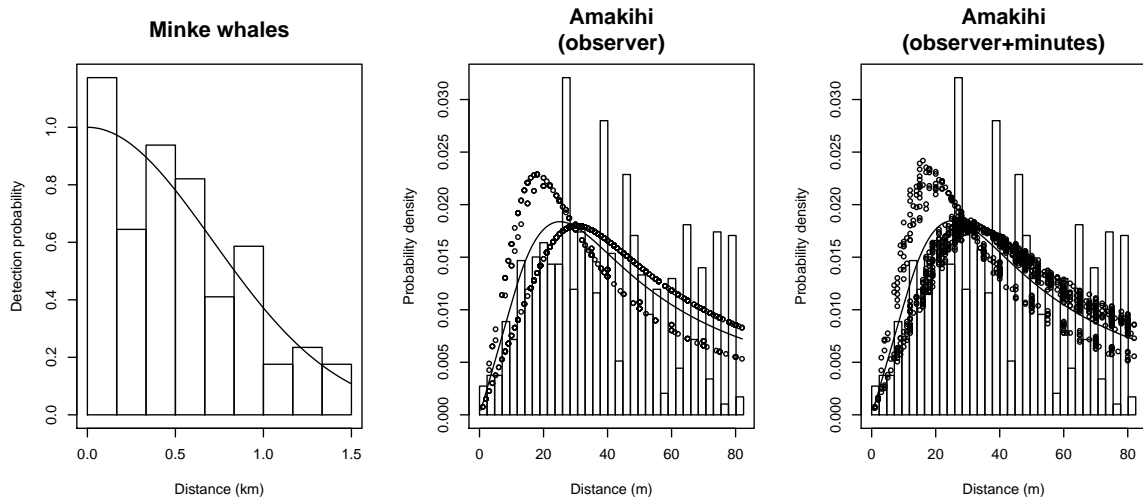 Minke whales
Detection probability
0.0 0.2 0.4 0.6 0.8 1.0
0.0 0.5 1.0 1.5
Distance (km)
Amakihi
(observer)
Probability density
0.000 0.005 0.010 0.015 0.020 0.025 0.030
0 20 40 60 80
Distance (m)
Amakihi
(observer+minutes)
Probability density
0.000 0.005 0.010 0.015 0.020 0.025 0.030
0 20 40 60 80
Distance (m)